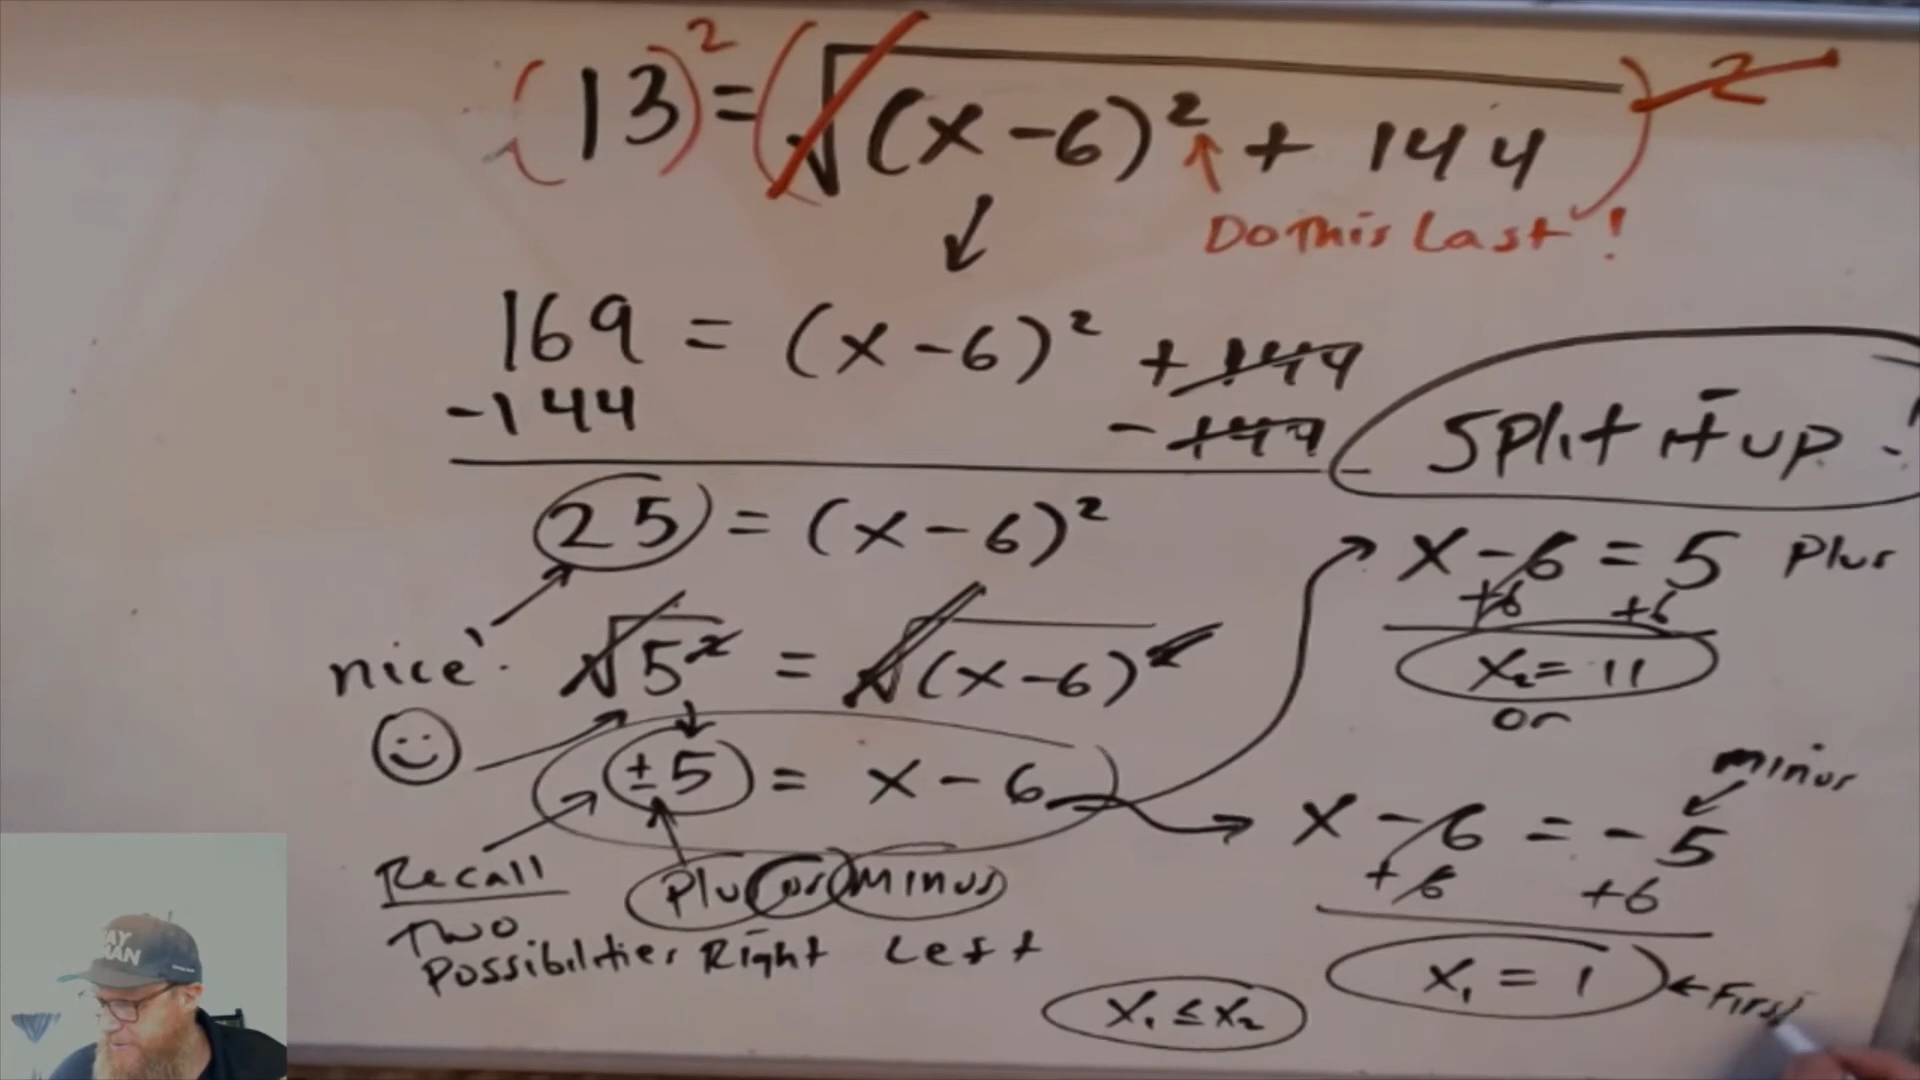 (13)² = (√(x-6)² + 144)²
Do This Last!
169 = (x-6)² + 144
-144 - 144
Split it up!
25 = (x-6)²
nice!
√5² = √(x-6)²
±5 = x-6
Recall
Two
Possibilities
Plus or Minus
Right Left
x-6 = 5 Plus
+6 +6
x₂ = 11
or
minus
x-6 = -5
+6 +6
x₁ = 1 ← First
x₁ ≤ x₂